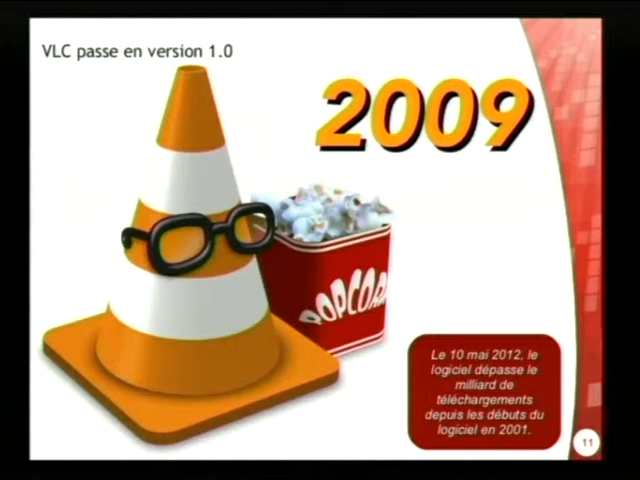 VLC passe en version 1.0
2009
POPCORN
Le 10 mai 2012, le
logiciel dépasse le
milliard de
téléchargements
depuis les débuts du
logiciel en 2001.
11